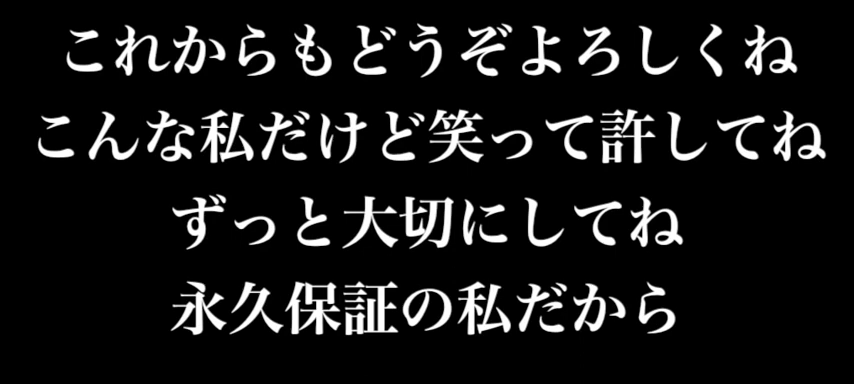 これからもどうぞよろしくね
こんな私だけど笑って許してね
ずっと大切にしてね
永久保証の私だから